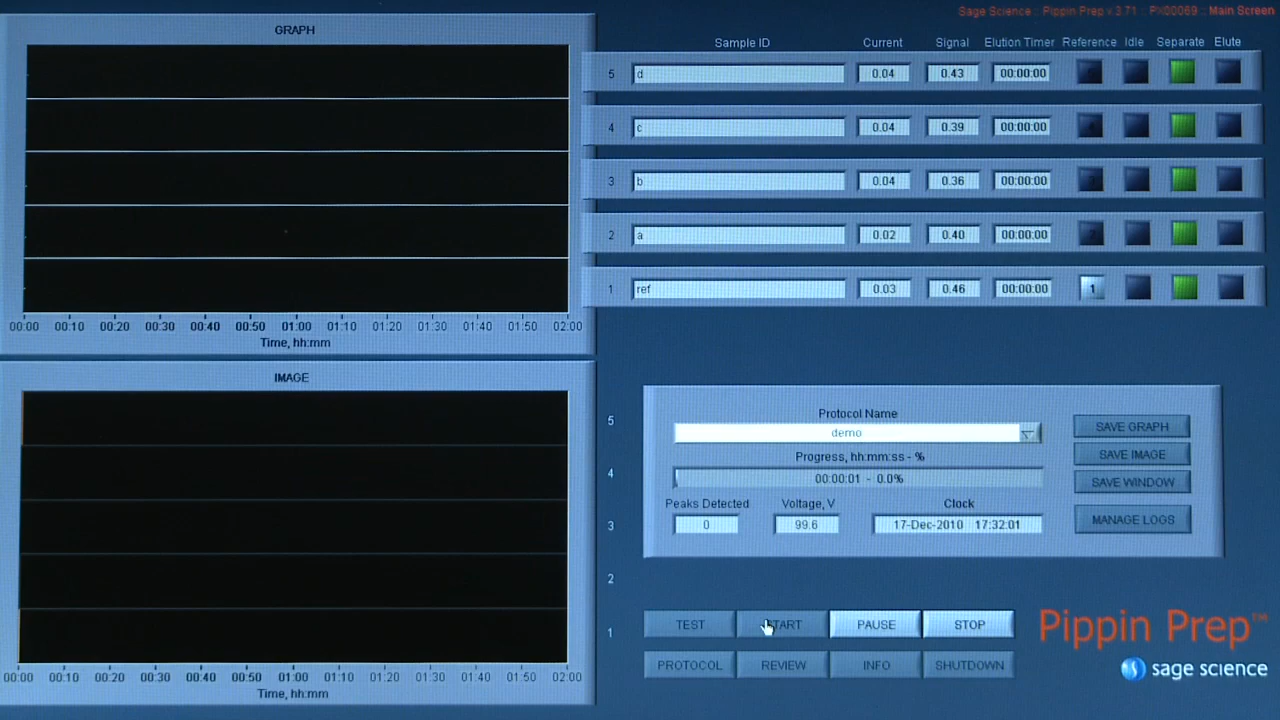 Sage Science :: Pippin Prep v 3.71 :: PX00069 :: Main Screen
GRAPH
Sample ID Current Signal Elution Timer Reference Idle Separate Elute
5 d 0.04 0.43 00:00:00
4 c 0.04 0.39 00:00:00
3 b 0.04 0.36 00:00:00
2 a 0.02 0.40 00:00:00
1 ref 0.03 0.46 00:00:00 1
00:00 00:10 00:20 00:30 00:40 00:50 01:00 01:10 01:20 01:30 01:40 01:50 02:00
Time, hh:mm
IMAGE
5
4
3
2
1
00:00 00:10 00:20 00:30 00:40 00:50 01:00 01:10 01:20 01:30 01:40 01:50 02:00
Time, hh:mm
Protocol Name
demo
Progress, hh:mm:ss - %
00:00:01 - 0.0%
Peaks Detected Voltage, V Clock
0 99.6 17-Dec-2010 17:32:01
SAVE GRAPH
SAVE IMAGE
SAVE WINDOW
MANAGE LOGS
TEST START PAUSE STOP
PROTOCOL REVIEW INFO SHUTDOWN
Pippin Prep™
sage science